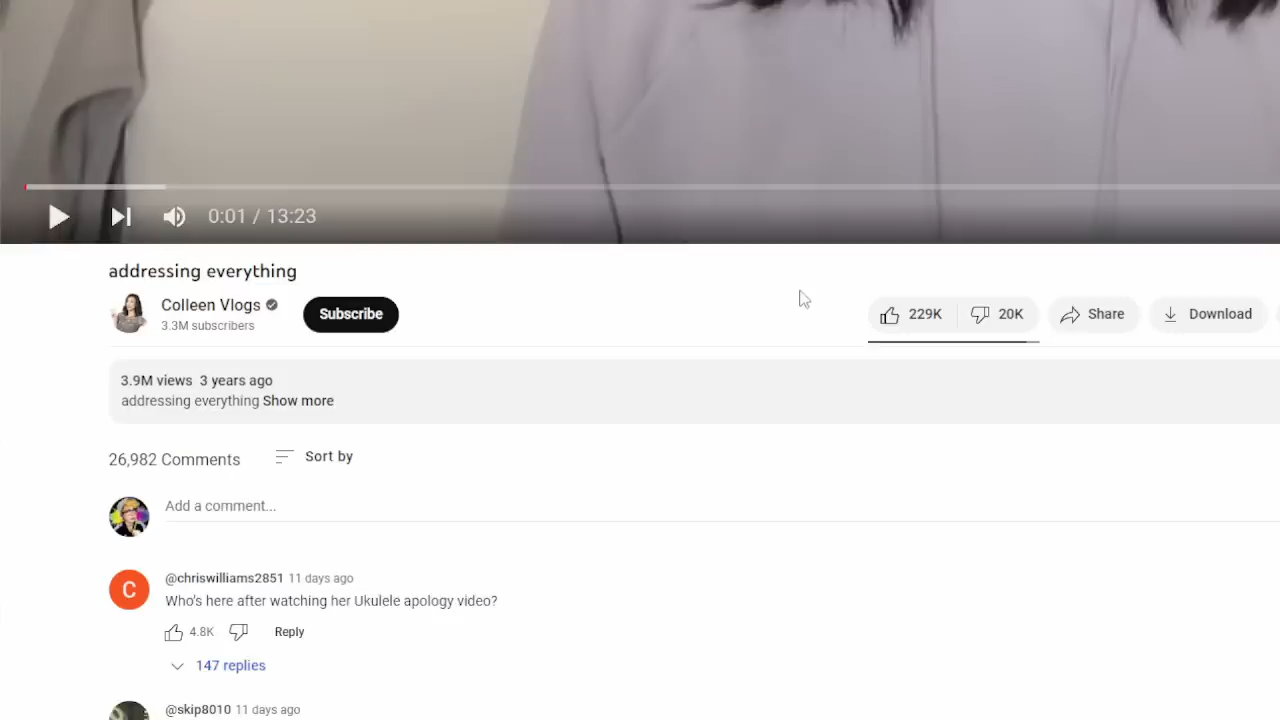 0:01 / 13:23
addressing everything
Colleen Vlogs
3.3M subscribers
Subscribe
229K
20K
Share
Download
3.9M views 3 years ago
addressing everything Show more
26,982 Comments
Sort by
Add a comment...
C
@chriswilliams2851 11 days ago
Who's here after watching her Ukulele apology video?
4.8K
Reply
147 replies
@skip8010 11 days ago